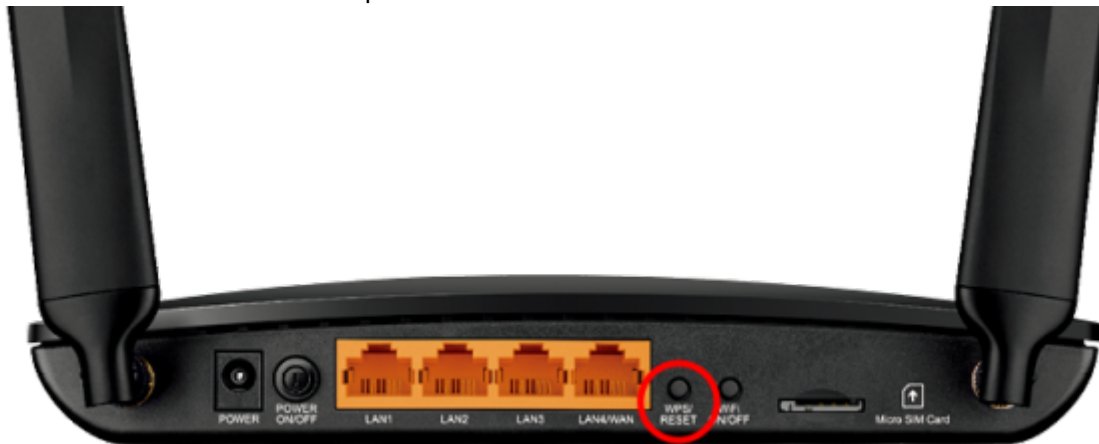 POWER
POWER
ON/OFF
LAN1
LAN2
LAN3
LAN4/WAN
WPS/
RESET
WiFi
ON/OFF
Micro SIM Card